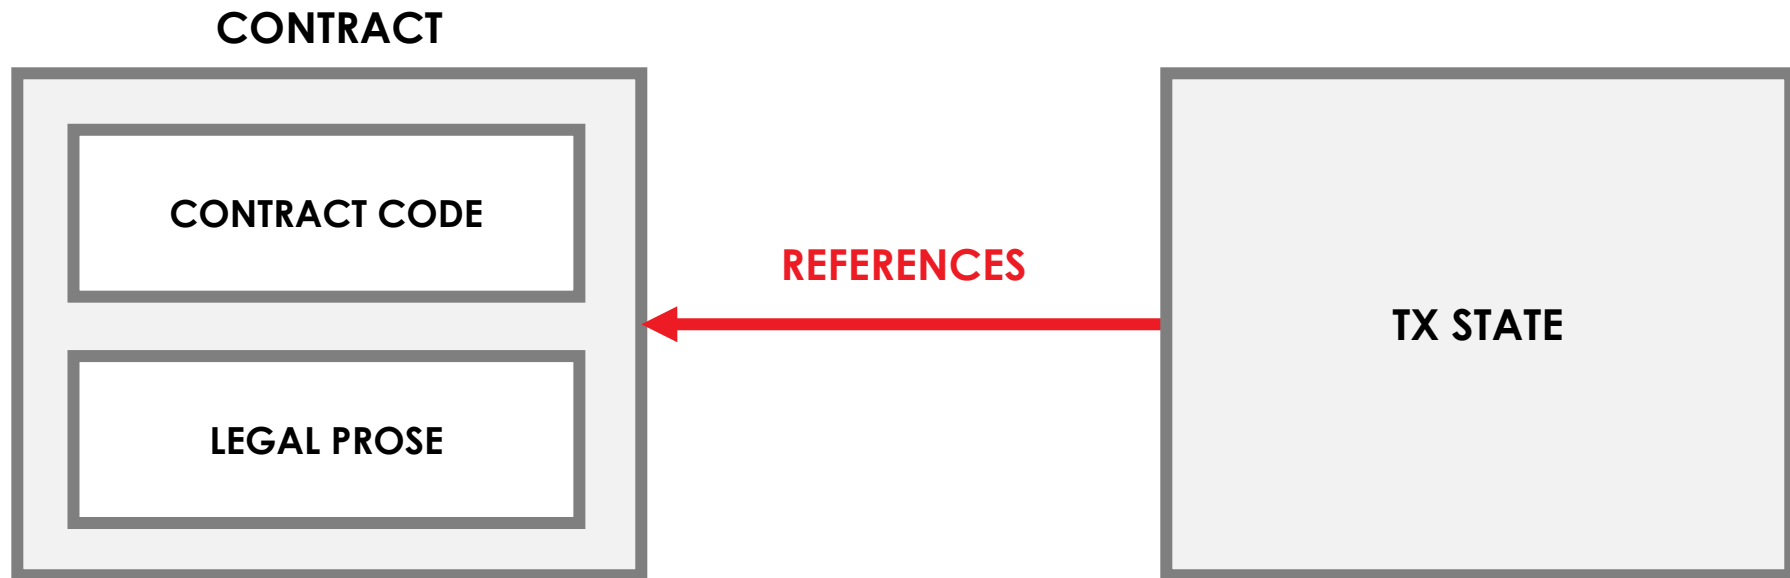 CONTRACT
CONTRACT CODE
LEGAL PROSE
REFERENCES
TX STATE